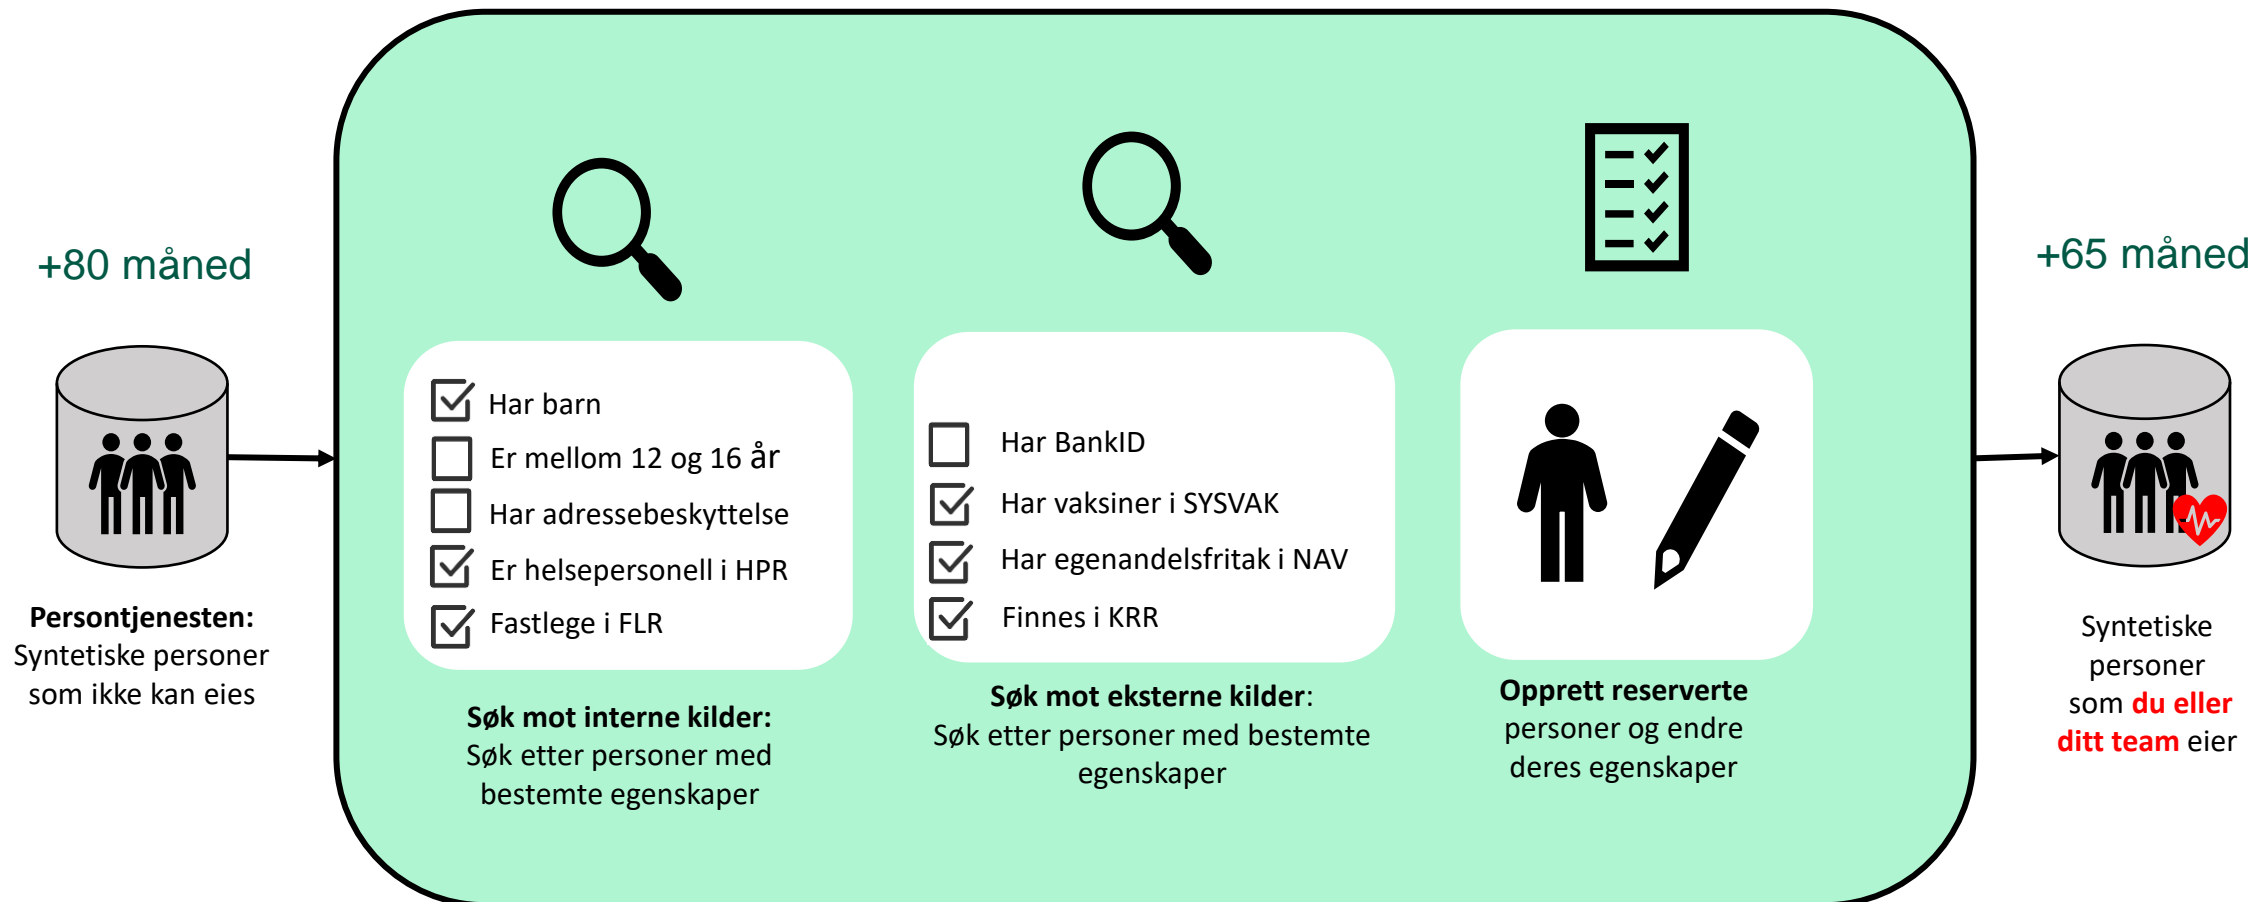 +80 måned
Persontjenesten:
Syntetiske personer
som ikke kan eies
Har barn
Er mellom 12 og 16 år
Har adressebeskyttelse
Er helsepersonell i HPR
Fastlege i FLR
Søk mot interne kilder:
Søk etter personer med
bestemte egenskaper
Har BankID
Har vaksiner i SYSVAK
Har egenandelsfritak i NAV
Finnes i KRR
Søk mot eksterne kilder:
Søk etter personer med bestemte
egenskaper
Opprett reserverte
personer og endre
deres egenskaper
+65 måned
Syntetiske
personer
som du eller
ditt team eier